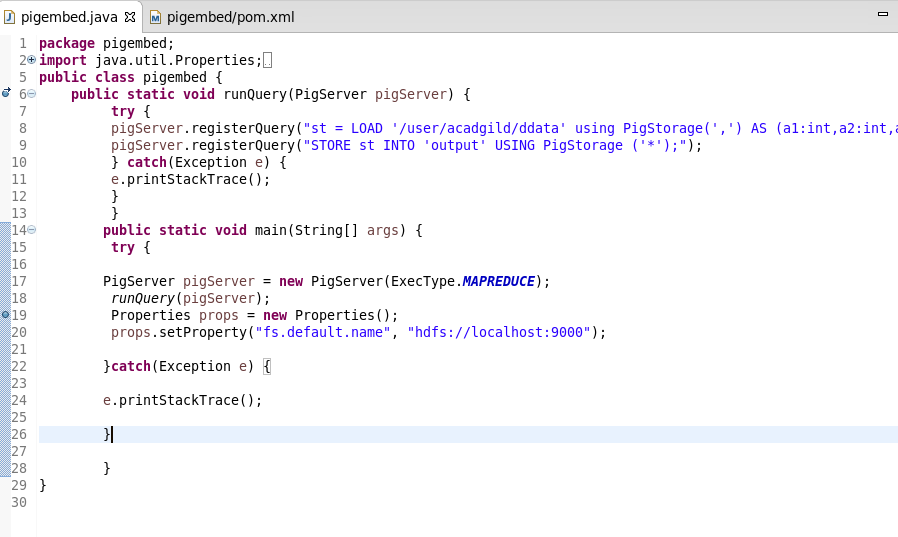 pigembed.java pigembed/pom.xml
1 package pigembed;
2 import java.util.Properties;
5 public class pigembed {
6 public static void runQuery(PigServer pigServer) {
7 try {
8 pigServer.registerQuery("st = LOAD '/user/acadgild/ddata' using PigStorage(',') AS (a1:int,a2:int,a
9 pigServer.registerQuery("STORE st INTO 'output' USING PigStorage ('*');");
10 } catch(Exception e) {
11 e.printStackTrace();
12 }
13 }
14 public static void main(String[] args) {
15 try {
16
17 PigServer pigServer = new PigServer(ExecType.MAPREDUCE);
18 runQuery(pigServer);
19 Properties props = new Properties();
20 props.setProperty("fs.default.name", "hdfs://localhost:9000");
21
22 }catch(Exception e) {
23
24 e.printStackTrace();
25
26 }
27
28 }
29 }
30